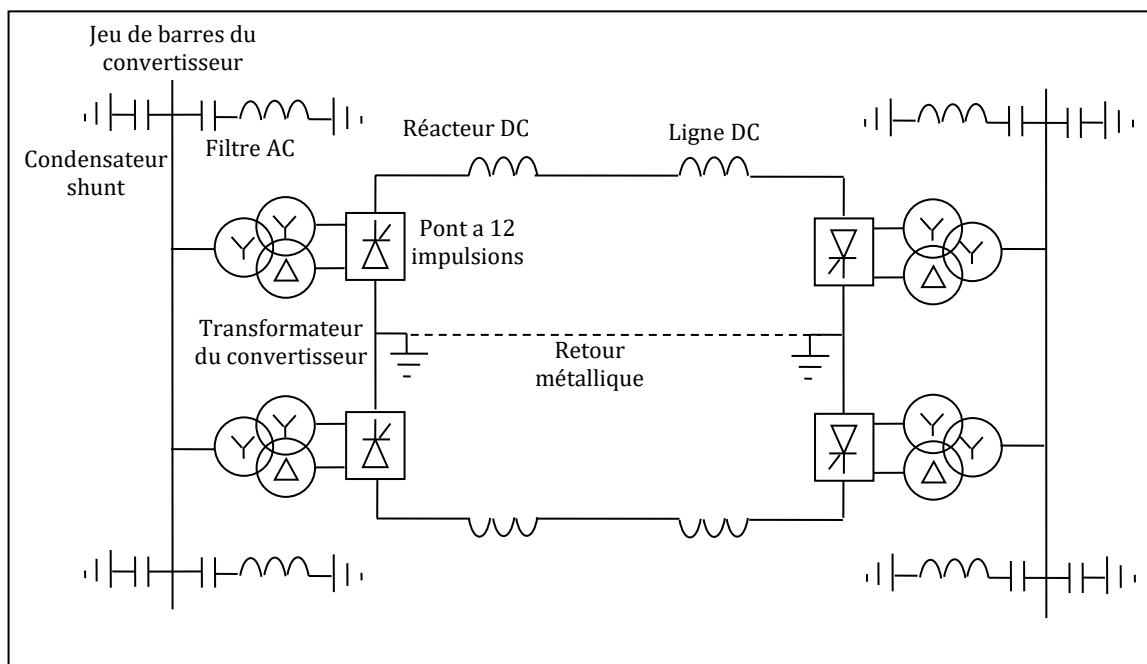 Jeu de barres du
convertisseur
Filtre AC
Condensateur
shunt
Réacteur DC
Ligne DC
Pont a 12
impulsions
Transformateur
du convertisseur
Retour
métallique